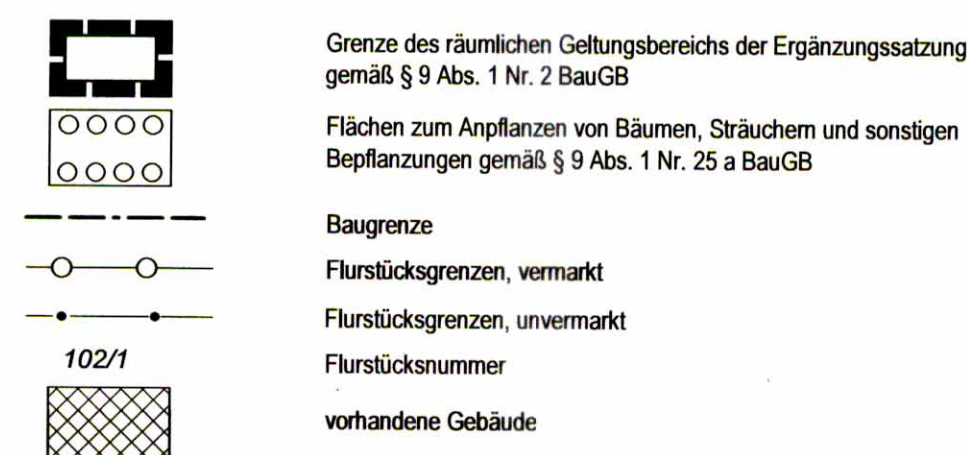 Grenze des räumlichen Geltungsbereichs der Ergänzungssatzung
gemäß § 9 Abs. 1 Nr. 2 BauGB
Flächen zum Anpflanzen von Bäumen, Sträuchern und sonstigen
Bepflanzungen gemäß § 9 Abs. 1 Nr. 25 a BauGB
Baugrenze
Flurstücksgrenzen, vermarkt
Flurstücksgrenzen, unvermarkt
102/1 Flurstücksnummer
vorhandene Gebäude